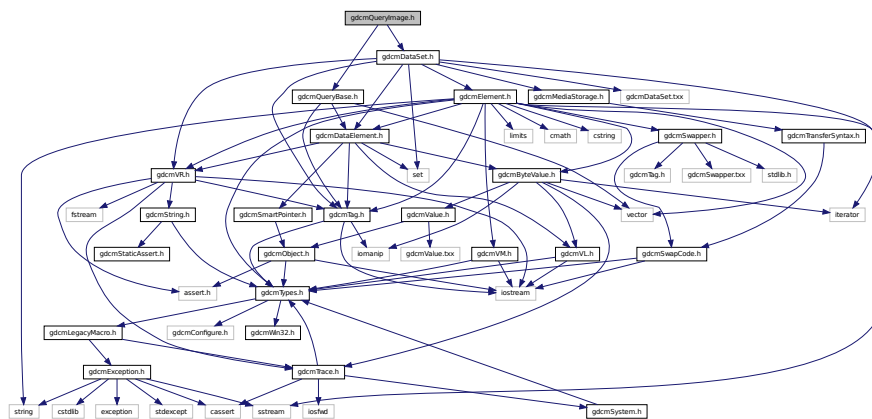 gdcmQueryImage.h
gdcmDataSet.h
gdcmQueryBase.h
gdcmElement.h
gdcmMediaStorage.h
gdcmDataSet.txx
gdcmDataElement.h
limits
cmath
cstring
gdcmSwapper.h
gdcmTransferSyntax.h
gdcmVR.h
set
gdcmByteValue.h
gdcmTag.h
gdcmSwapper.txx
stdlib.h
fstream
gdcmString.h
gdcmSmartPointer.h
gdcmTag.h
gdcmValue.h
vector
iterator
gdcmStaticAssert.h
gdcmObject.h
iomanip
gdcmValue.txx
gdcmVM.h
gdcmVL.h
gdcmSwapCode.h
assert.h
gdcmTypes.h
iostream
gdcmLegacyMacro.h
gdcmConfigure.h
gdcmWin32.h
gdcmException.h
gdcmTrace.h
string
cstdlib
exception
stdexcept
cassert
sstream
iosfwd
gdcmSystem.h